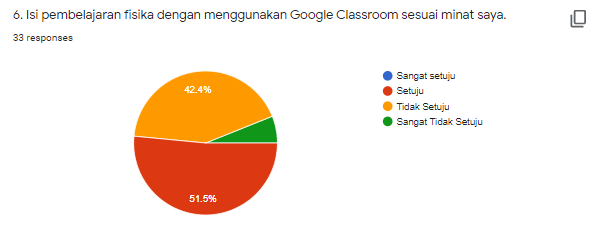 6. Isi pembelajaran fisika dengan menggunakan Google Classroom sesuai minat saya.
33 responses
42.4%
51.5%
Sangat setuju
Setuju
Tidak Setuju
Sangat Tidak Setuju